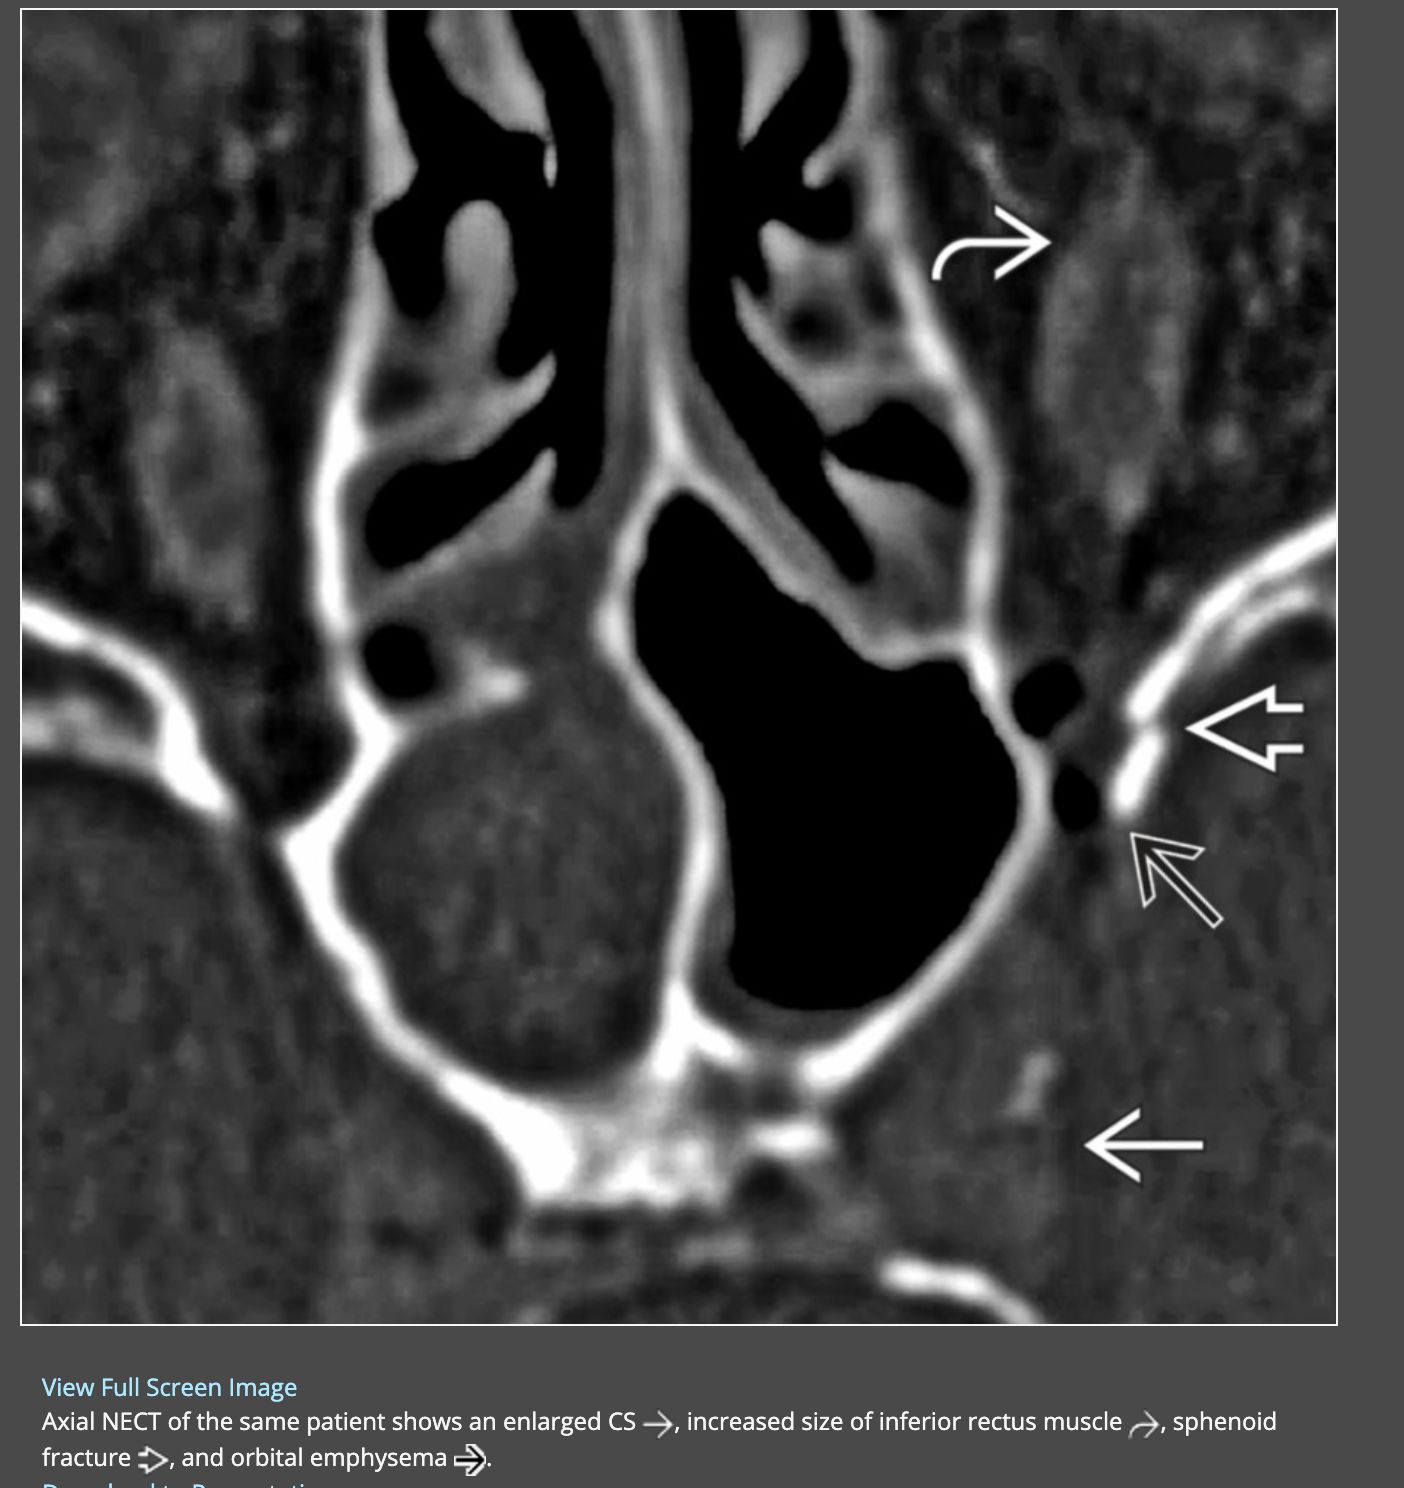 View Full Screen Image
Axial NECT of the same patient shows an enlarged CS , increased size of inferior rectus muscle , sphenoid
fracture , and orbital emphysema .